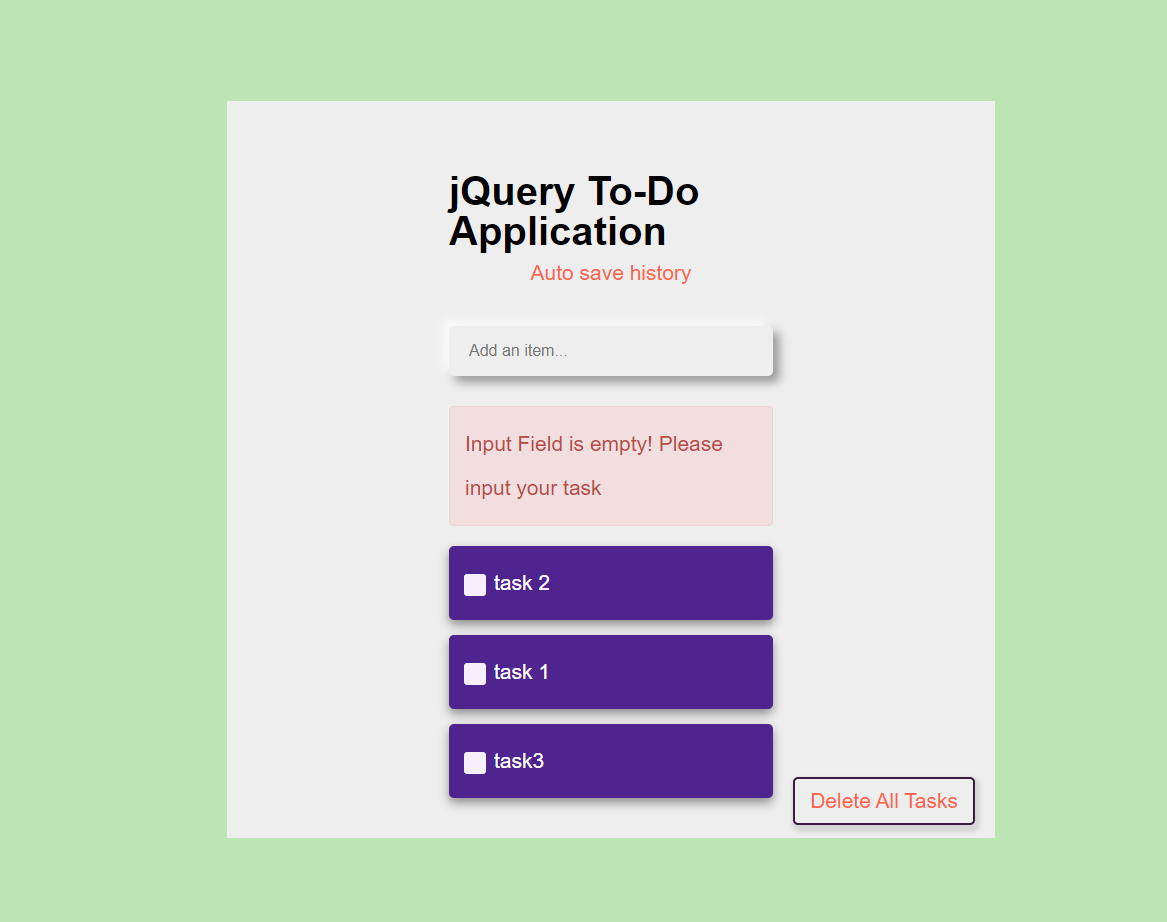 jQuery To-Do
Application
Auto save history
Add an item...
Input Field is empty! Please
input your task
task 2
task 1
task3
Delete All Tasks